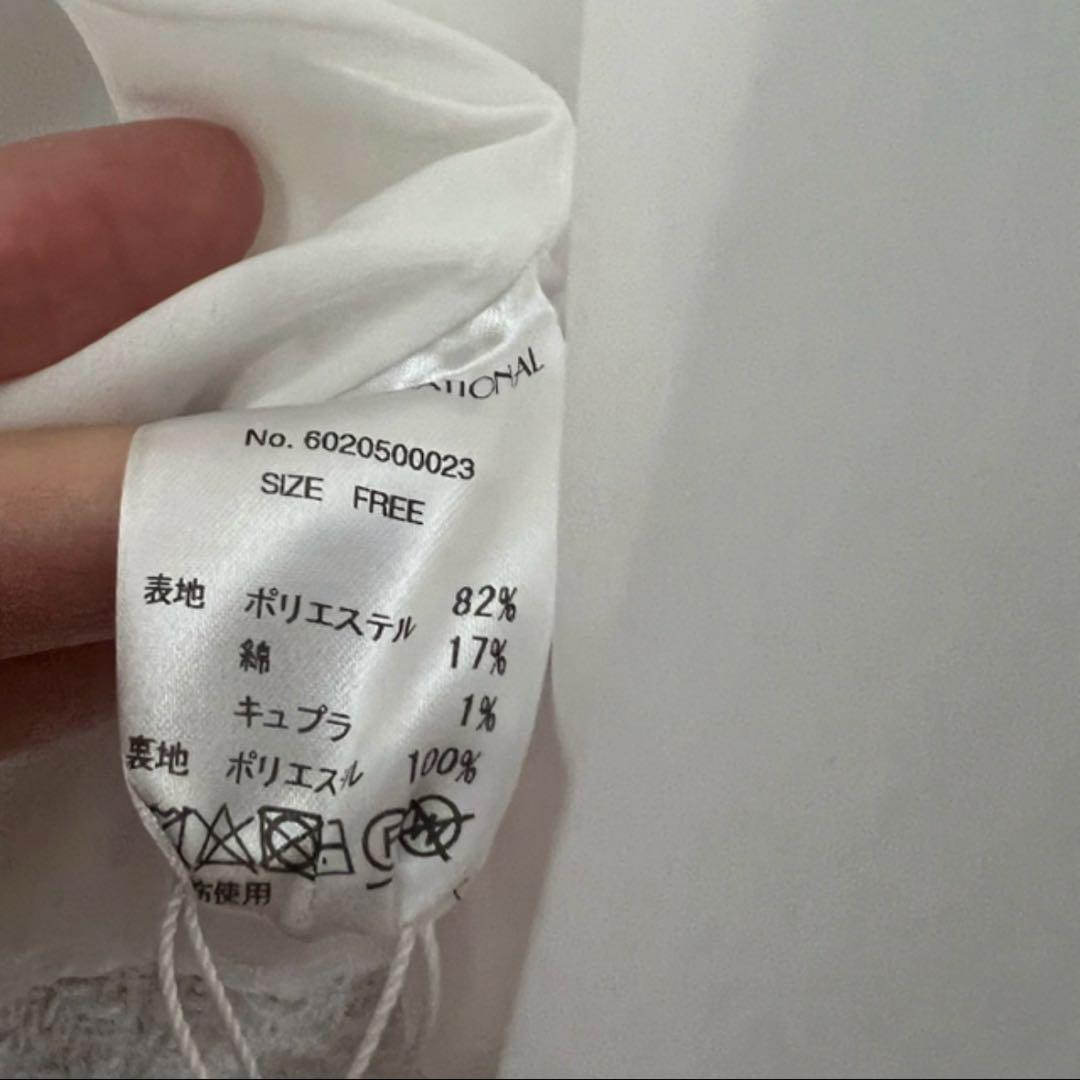 No. 6020500023
SIZE FREE
表地 ポリエステル 82%
綿 17%
キュプラ 1%
裏地 ポリエステル 100%
使用